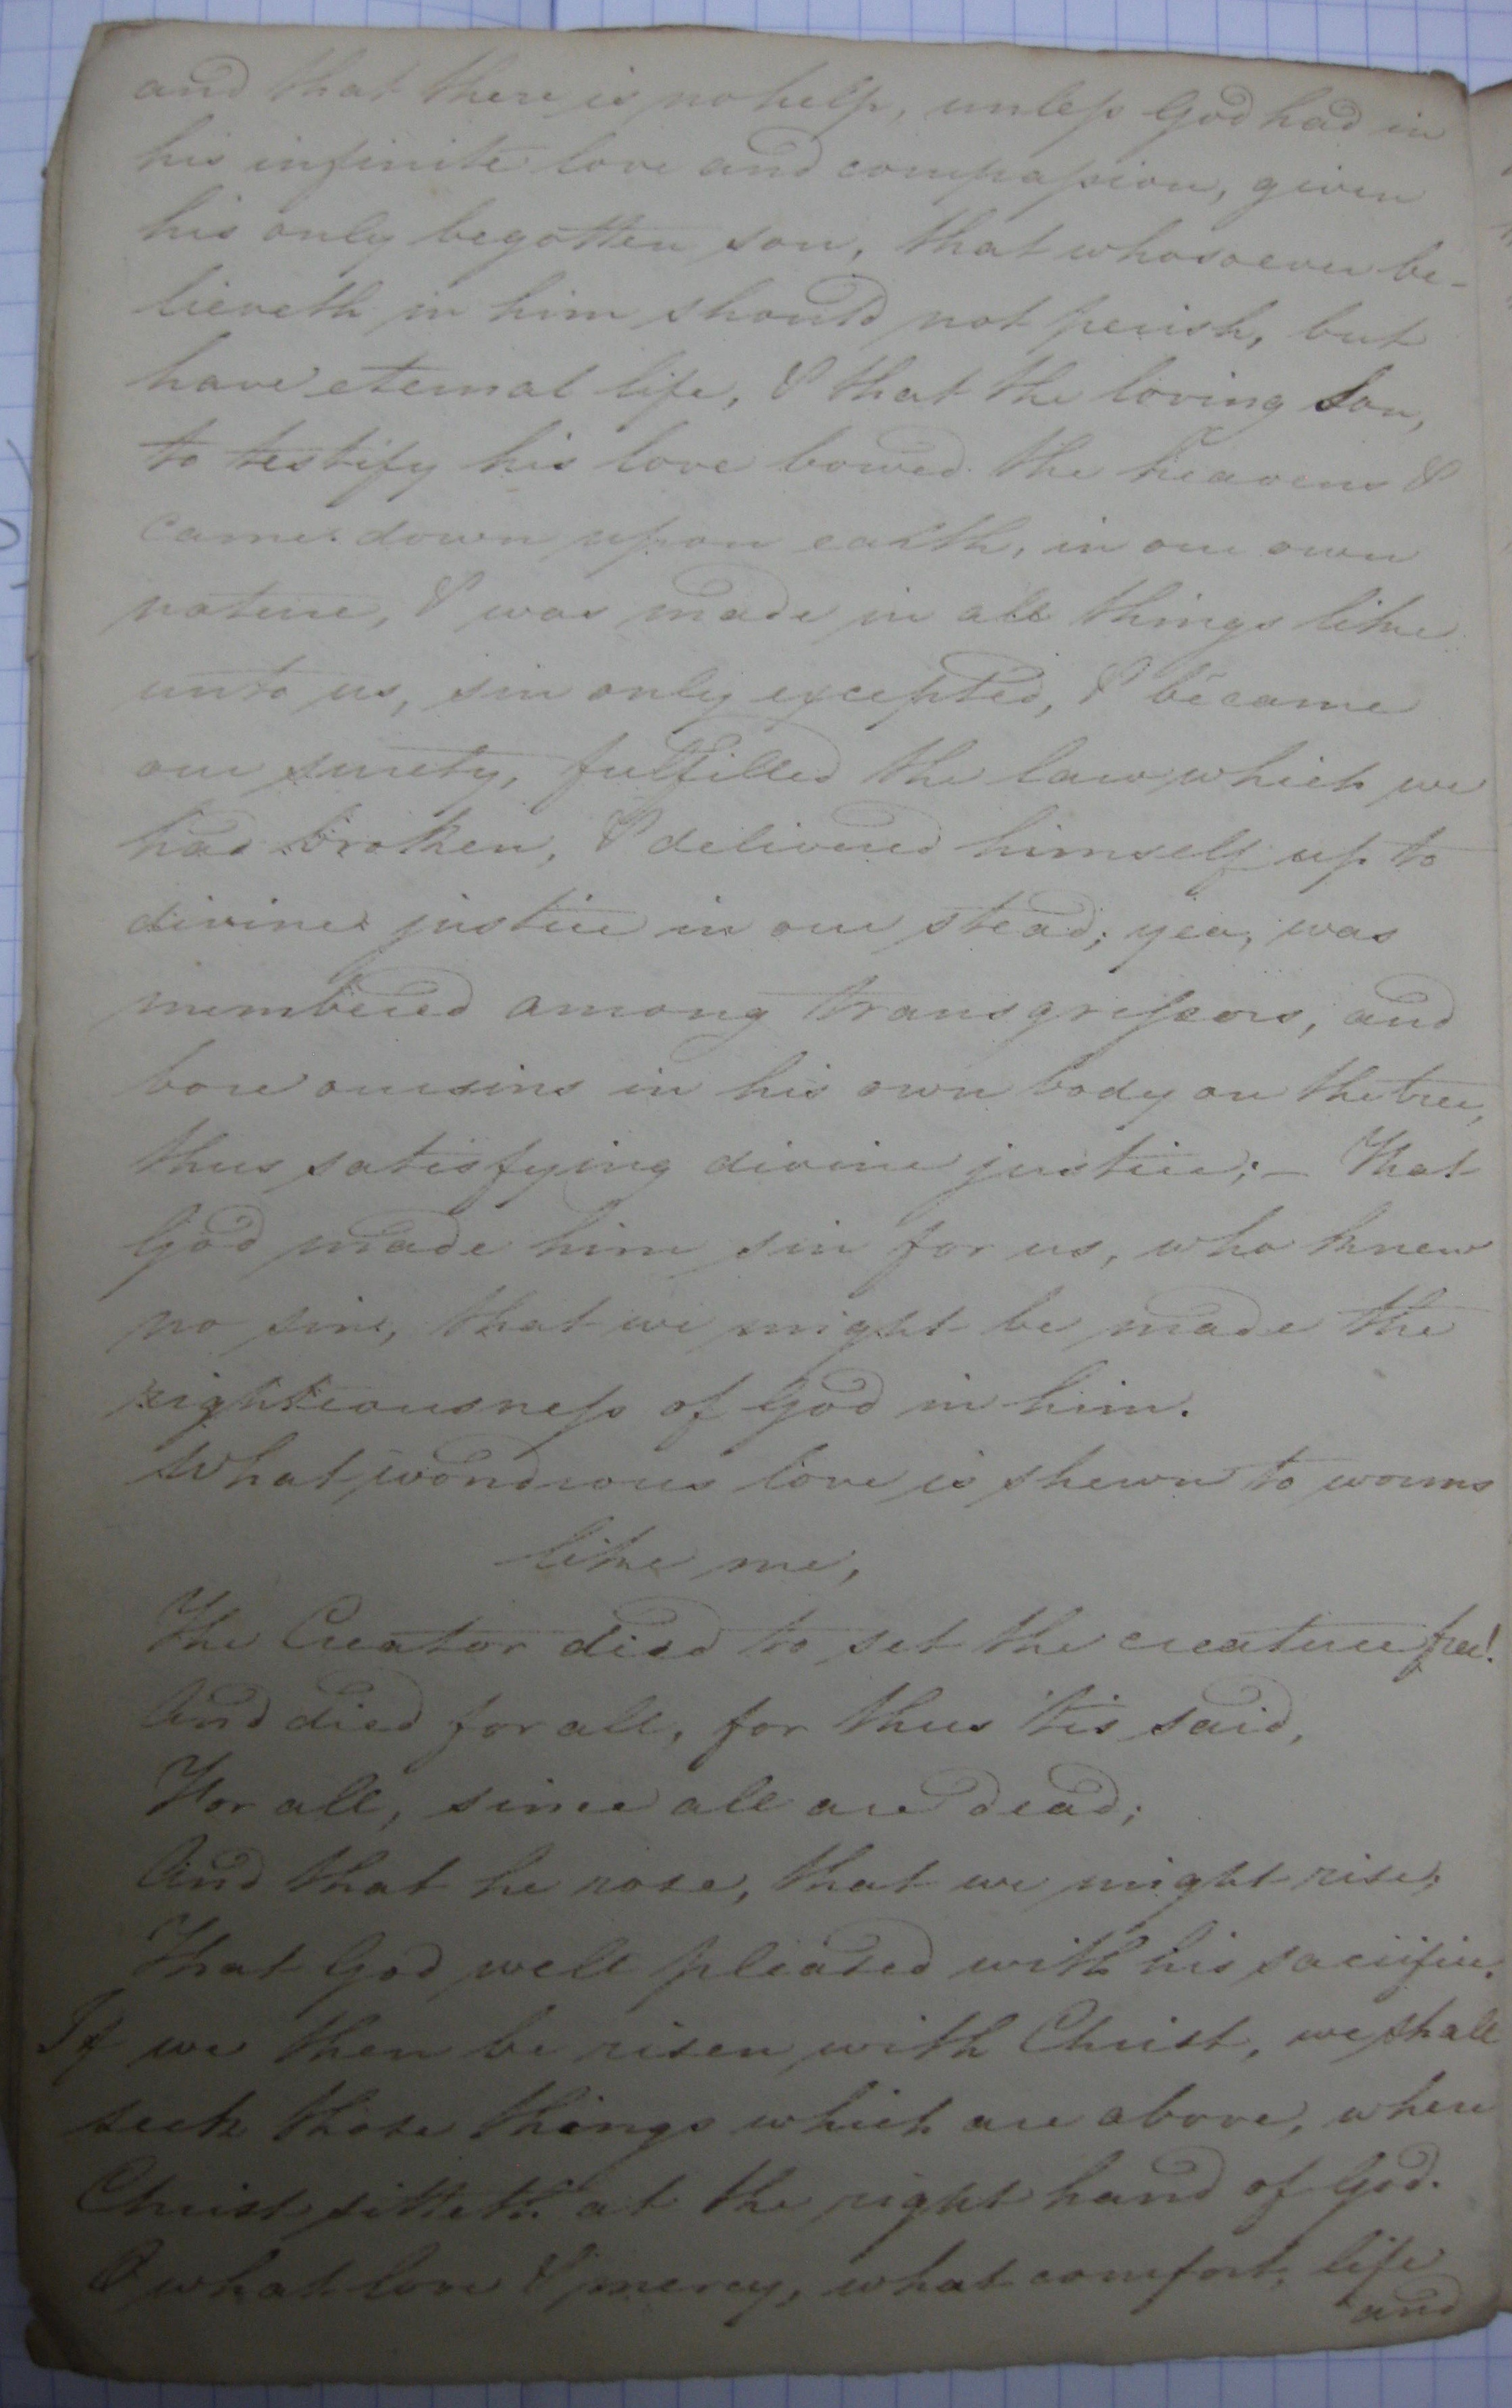 and that there is no help, unless God had in
his infinite love and compassion, given
his only begotten son, that whosoever be-
lieveth in him should not perish, but
have eternal life, & that the loving Son,
to testify his love bowed the heavens &
came down upon earth, in our own
nature, & was made in all things like
unto us, sin only excepted, & became
our surety, fulfilled the law which we
had broken, & delivered himself up to
divine justice in our stead; yea, was
numbered among transgressors, and
bore our sins in his own body on the tree,
thus satisfying divine justice;— That
God made him sin for us, who knew
no sin, that we might be made the
righteousness of God in him.
What wondrous love is shewn to worms
like me,
The Creator died to set the creature free!
And died for all, for thus 'tis said,
For all, since all are dead;
And that he rose, that we might rise,
That God well pleased with his sacrifice.
If we then be risen with Christ, we shall
seek those things which are above, where
Christ sitteth at the right hand of God.
O what love & mercy, what comfort, life
and